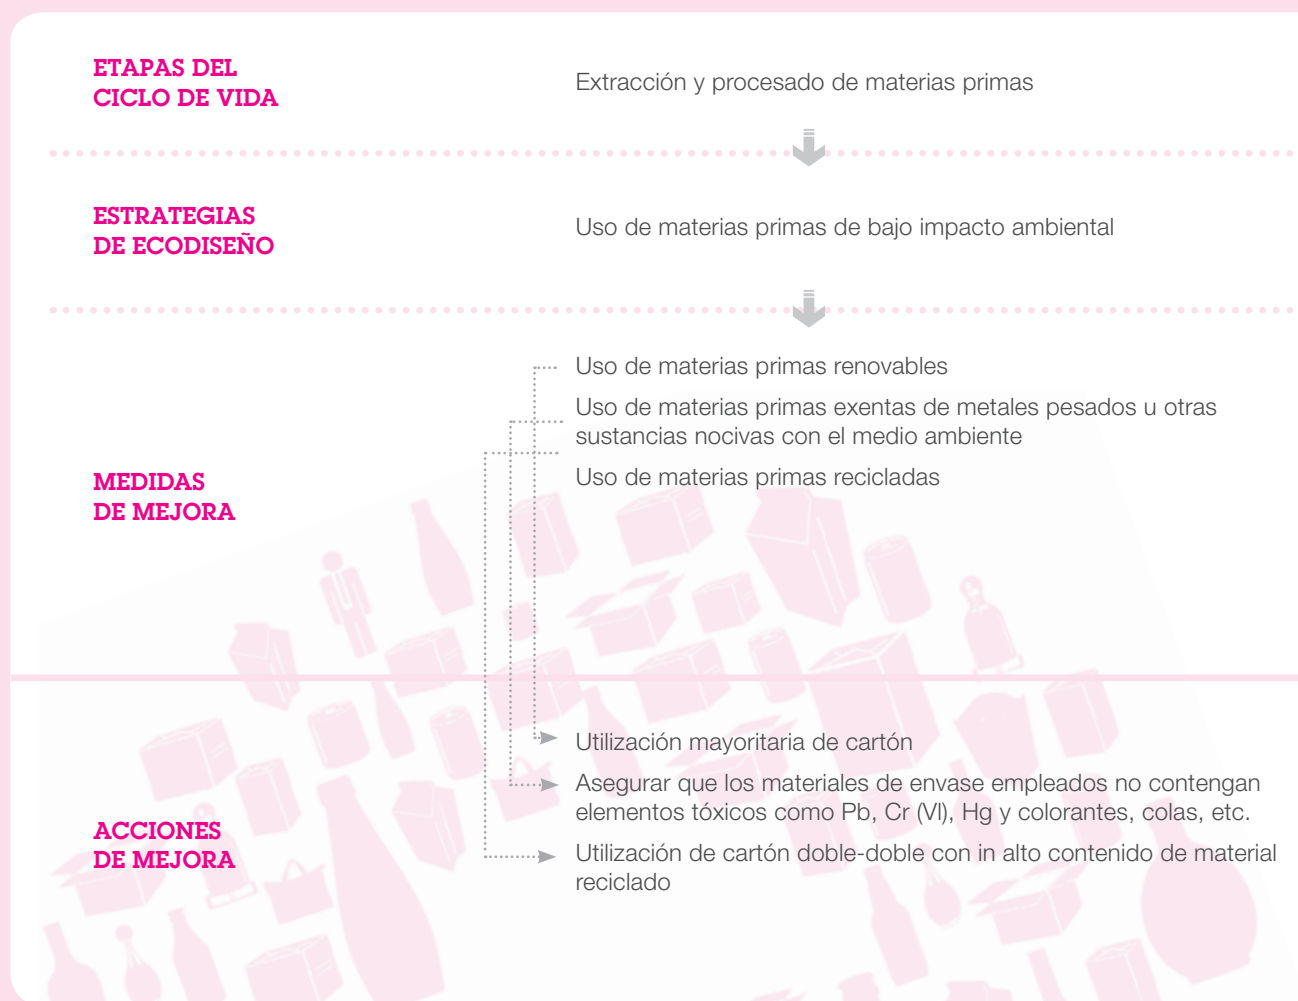 ETAPAS DEL
CICLO DE VIDA
Extracción y procesado de materias primas
ESTRATEGIAS
DE ECODISEÑO
Uso de materias primas de bajo impacto ambiental
MEDIDAS
DE MEJORA
Uso de materias primas renovables
Uso de materias primas exentas de metales pesados u otras
sustancias nocivas con el medio ambiente
Uso de materias primas recicladas
ACCIONES
DE MEJORA
Utilización mayoritaria de cartón
Asegurar que los materiales de envase empleados no contengan
elementos tóxicos como Pb, Cr (VI), Hg y colorantes, colas, etc.
Utilización de cartón doble-doble con in alto contenido de material
reciclado